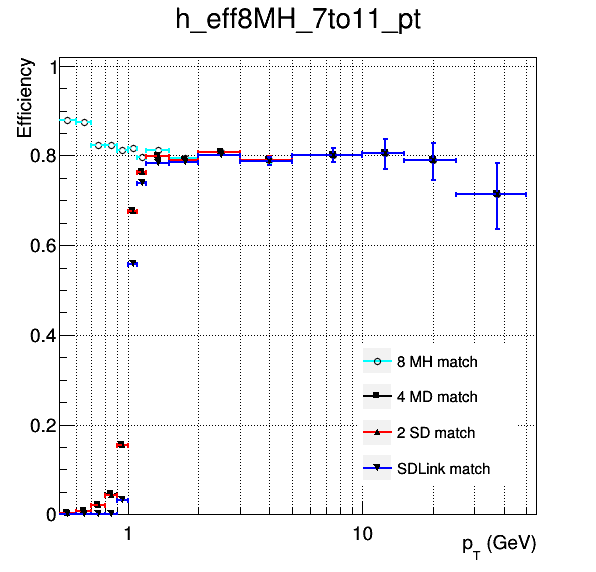 h_eff8MH_7to11_pt
Efficiency
1
0.8
0.6
0.4
0.2
0
8 MH match
4 MD match
2 SD match
SDLink match
1
10
p_T (GeV)